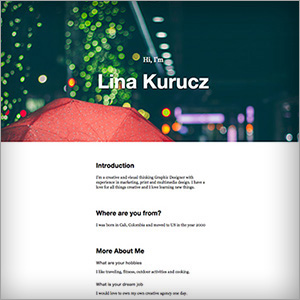 Hi, I'm
Lina Kurucz
Introduction
I'm a creative and visual thinking Graphic Designer with
experience in marketing, print and multimedia design. I have a
love for all things creative and I love learning new things.
Where are you from?
I was born in Cali, Colombia and moved to US in the year 2000
More About Me
What are your hobbies
I like traveling, fitness, outdoor activities and cooking.
What is your dream job
I would love to own my own creative agency one day.